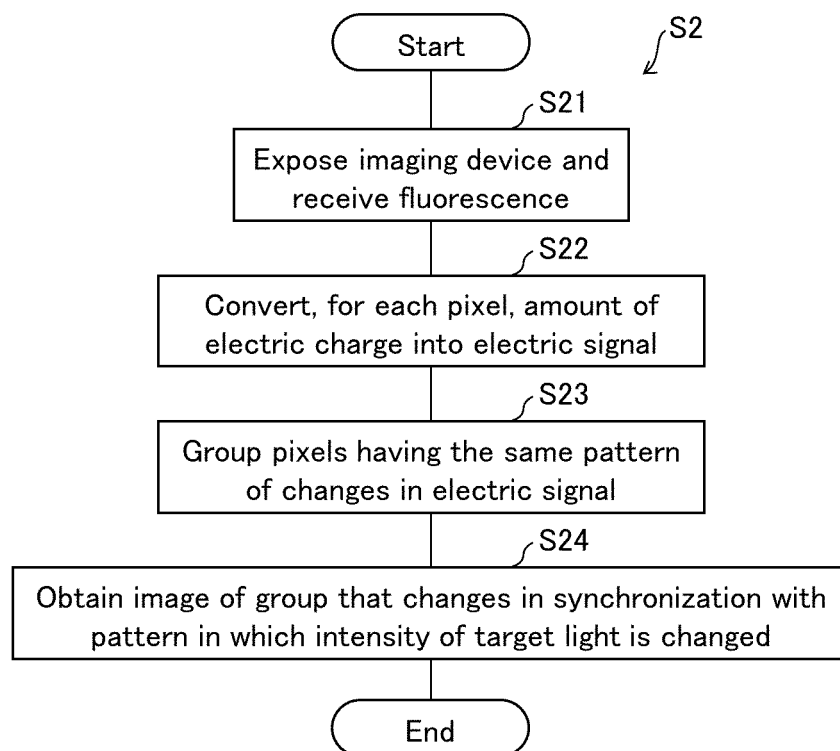 Start
S2
S21
Expose imaging device and
receive fluorescence
S22
Convert, for each pixel, amount of
electric charge into electric signal
S23
Group pixels having the same pattern
of changes in electric signal
S24
Obtain image of group that changes in synchronization with
pattern in which intensity of target light is changed
End